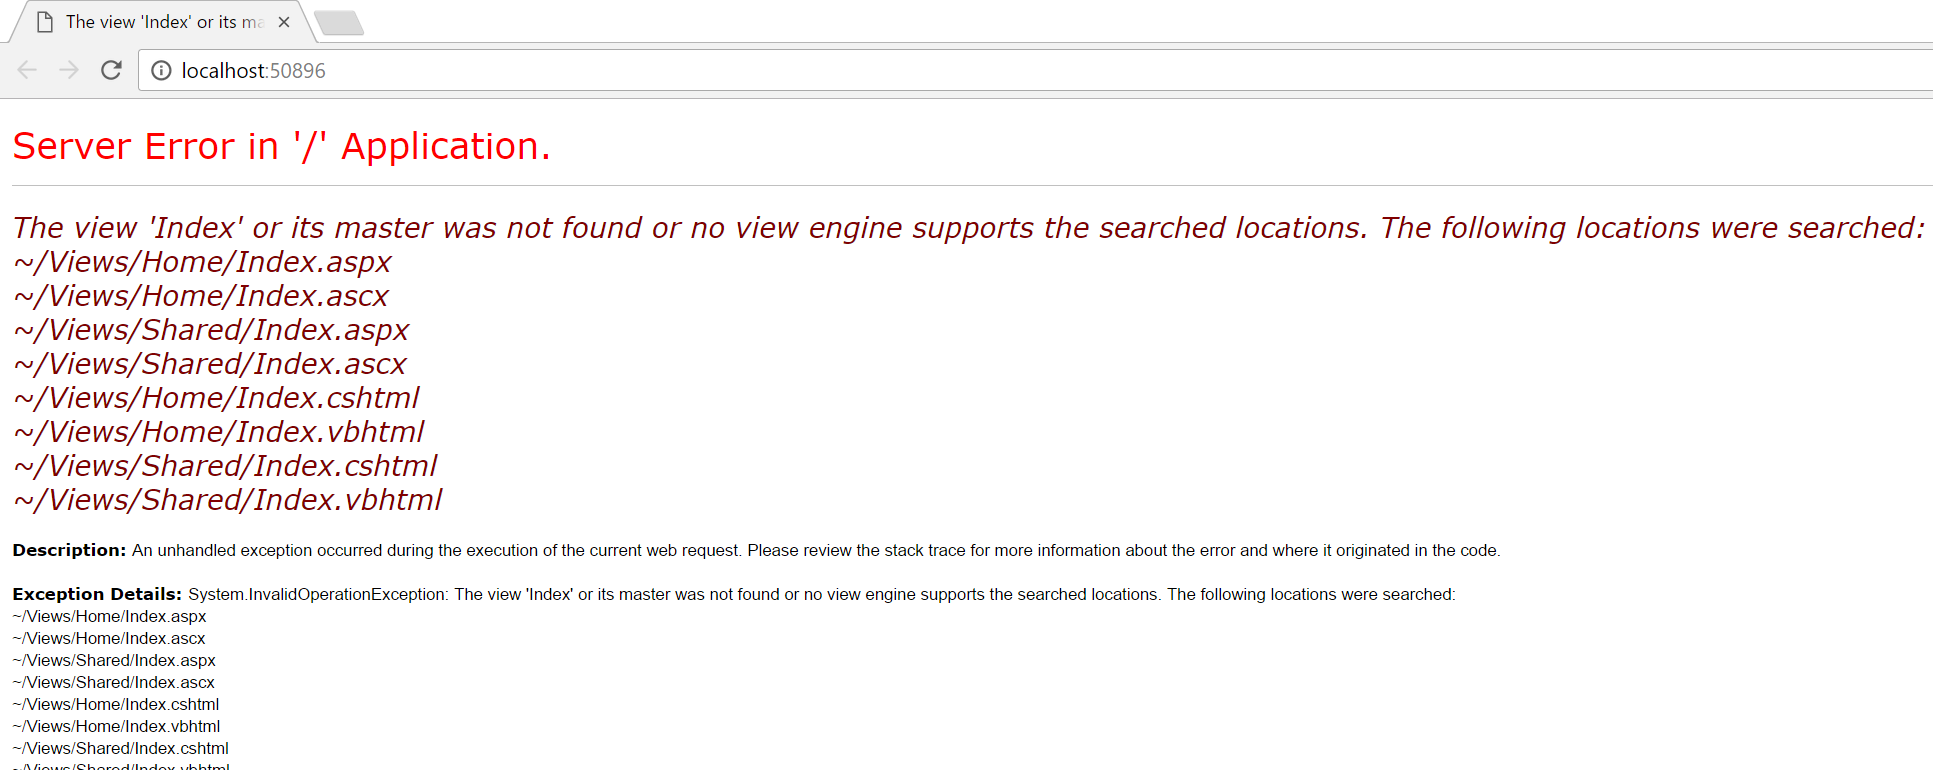 The view 'Index' or its ma
localhost:50896
Server Error in '/' Application.
The view 'Index' or its master was not found or no view engine supports the searched locations. The following locations were searched:
~/Views/Home/Index.aspx
~/Views/Home/Index.ascx
~/Views/Shared/Index.aspx
~/Views/Shared/Index.ascx
~/Views/Home/Index.cshtml
~/Views/Home/Index.vbhtml
~/Views/Shared/Index.cshtml
~/Views/Shared/Index.vbhtml
Description: An unhandled exception occurred during the execution of the current web request. Please review the stack trace for more information about the error and where it originated in the code.
Exception Details: System.InvalidOperationException: The view 'Index' or its master was not found or no view engine supports the searched locations. The following locations were searched:
~/Views/Home/Index.aspx
~/Views/Home/Index.ascx
~/Views/Shared/Index.aspx
~/Views/Shared/Index.ascx
~/Views/Home/Index.cshtml
~/Views/Home/Index.vbhtml
~/Views/Shared/Index.cshtml
~/Views/Shared/Index.vbhtml